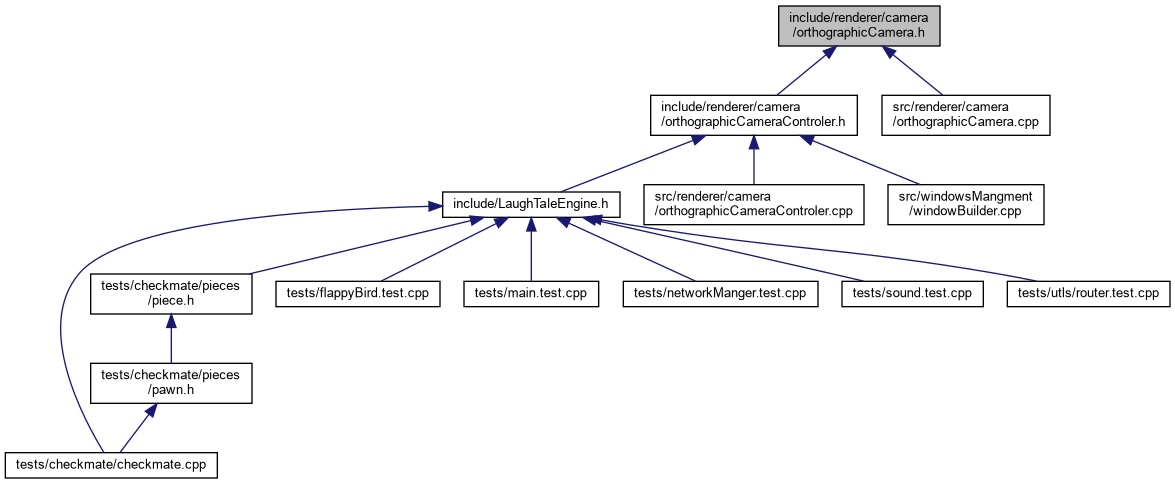 include/renderer/camera
/orthographicCamera.h
include/renderer/camera
/orthographicCameraControler.h
src/renderer/camera
/orthographicCamera.cpp
include/LaughTaleEngine.h
src/renderer/camera
/orthographicCameraControler.cpp
src/windowsMangment
/windowBuilder.cpp
tests/checkmate/pieces
/piece.h
tests/flappyBird.test.cpp
tests/main.test.cpp
tests/networkManger.test.cpp
tests/sound.test.cpp
tests/utls/router.test.cpp
tests/checkmate/pieces
/pawn.h
tests/checkmate/checkmate.cpp